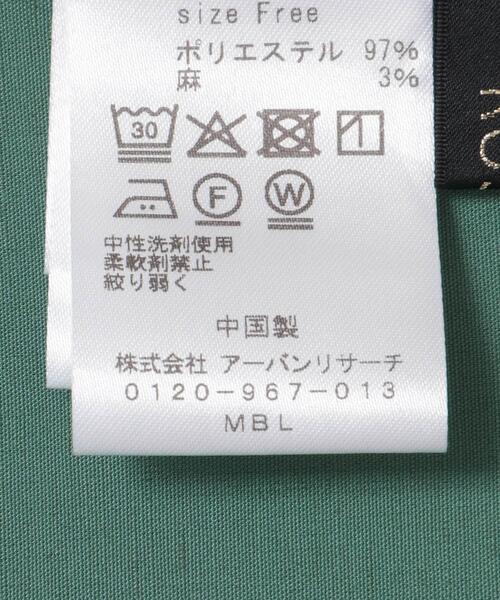 size Free
ポリエステル 97%
麻 3%
30
F W
中性洗剤使用
柔軟剤禁止
絞り弱く
中国製
株式会社 アーバンリサーチ
0120-967-013
MBL